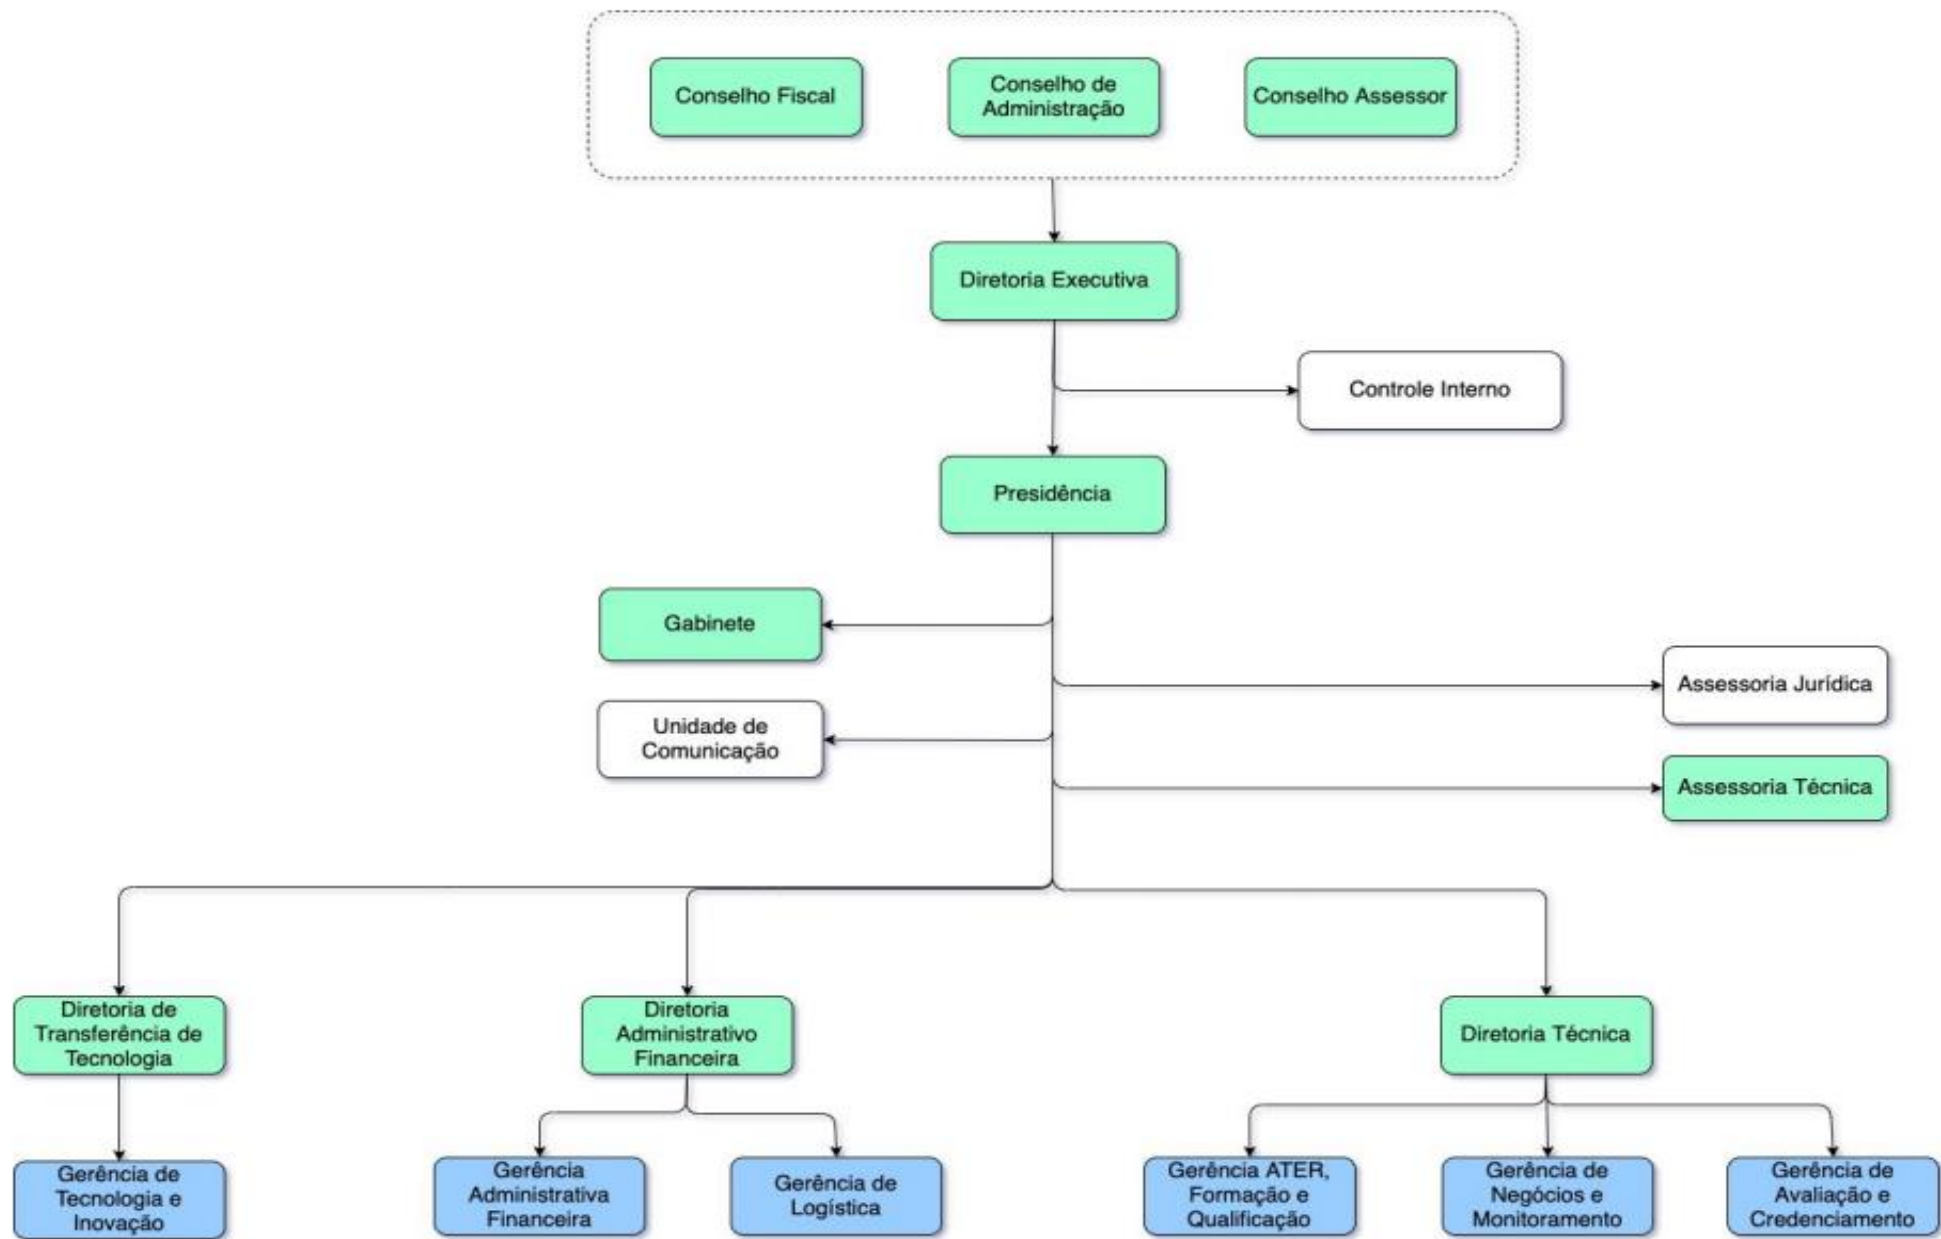 Conselho Fiscal
Conselho de
Administração
Conselho Assessor
Diretoria Executiva
Controle Interno
Presidência
Gabinete
Assessoria Jurídica
Unidade de
Comunicação
Assessoria Técnica
Diretoria de
Transferência de
Tecnologia
Diretoria
Administrativo
Financeira
Diretoria Técnica
Gerência de
Tecnologia e
Inovação
Gerência
Administrativa
Financeira
Gerência de
Logística
Gerência ATER,
Formação e
Qualificação
Gerência de
Negócios e
Monitoramento
Gerência de
Avaliação e
Credenciamento